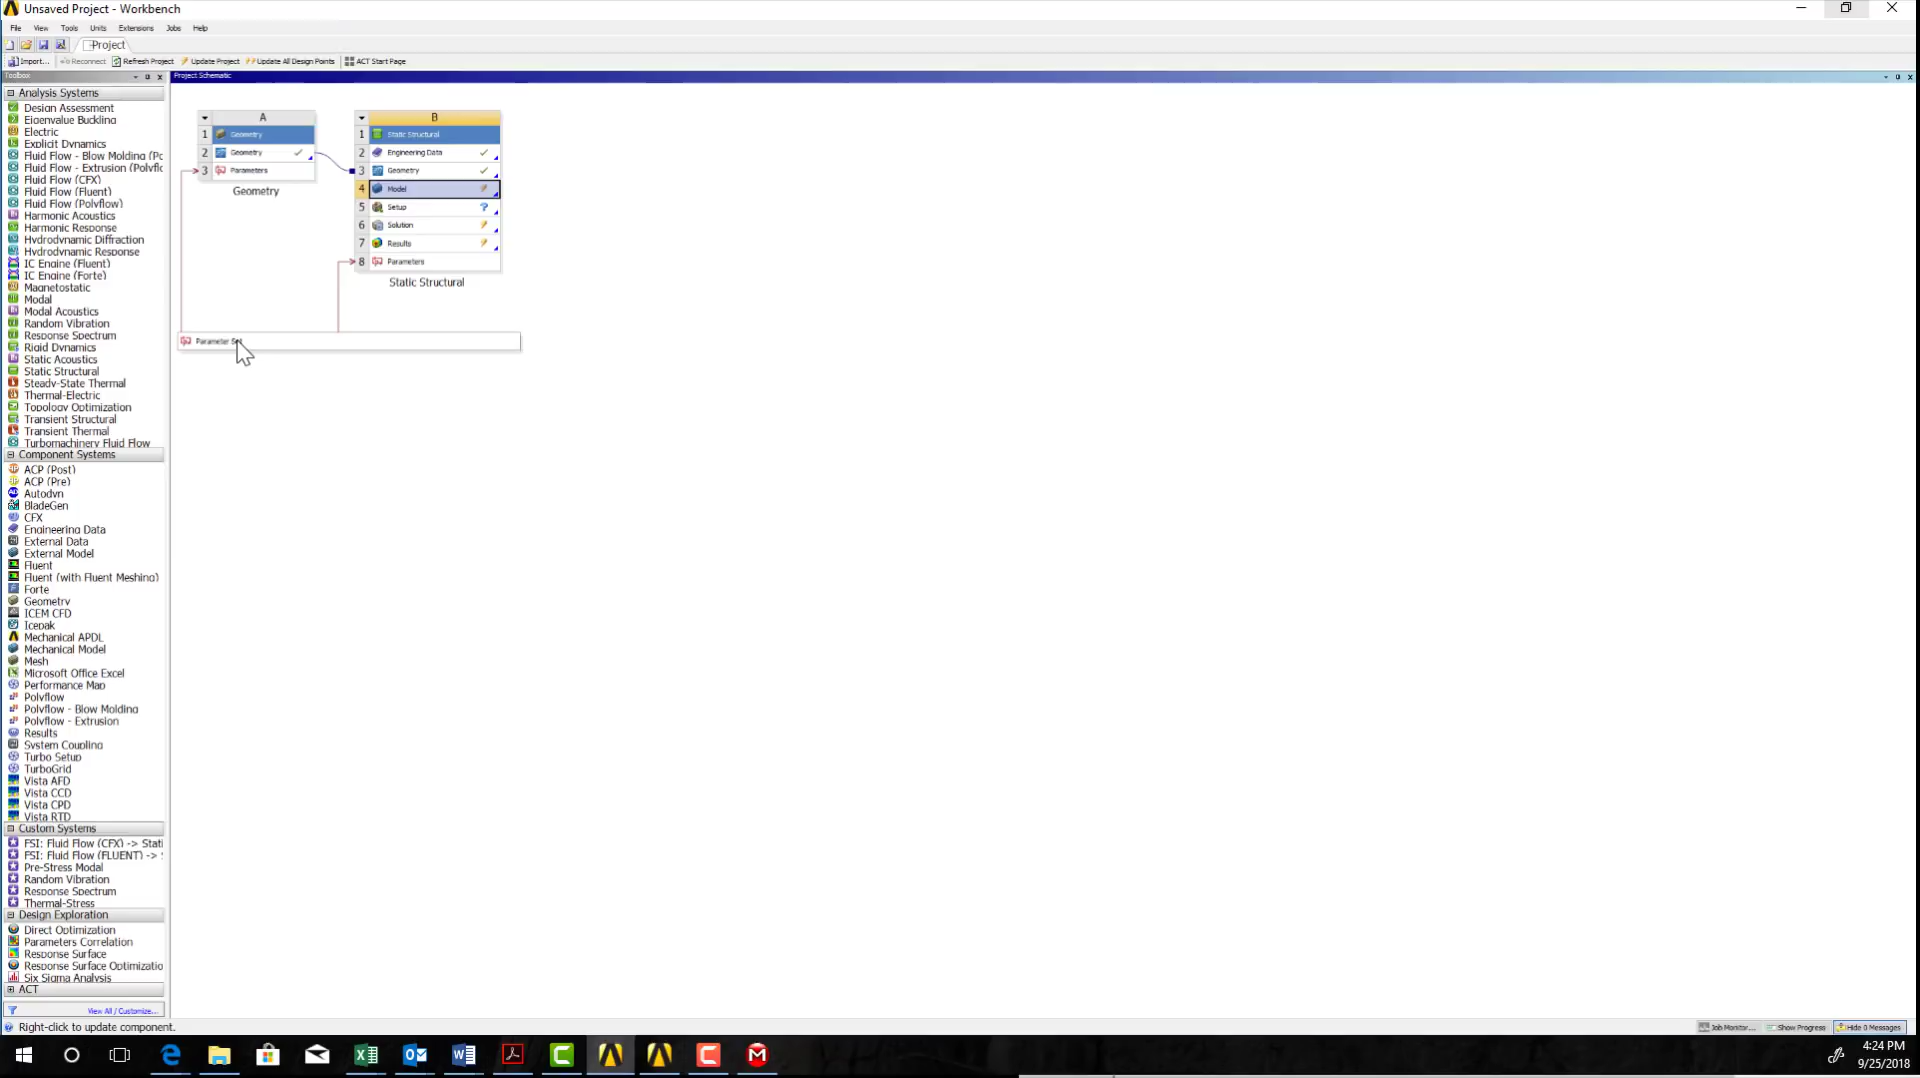 Unsaved Project - Workbench
File View Tools Units Extensions Jobs Help
Project
Import... Reconnect Refresh Project Update Project Update All Design Points ACT Start Page
Toolbox
Project Schematic
Analysis Systems
Design Assessment
Eigenvalue Buckling
Electric
Explicit Dynamics
Fluid Flow - Blow Molding (Po
Fluid Flow - Extrusion (Polyflo
Fluid Flow (CFX)
Fluid Flow (Fluent)
Fluid Flow (Polyflow)
Harmonic Acoustics
Harmonic Response
Hydrodynamic Diffraction
Hydrodynamic Response
IC Engine (Fluent)
IC Engine (Forte)
Magnetostatic
Modal
Modal Acoustics
Random Vibration
Response Spectrum
Rigid Dynamics
Static Acoustics
Static Structural
Steady-State Thermal
Thermal-Electric
Topology Optimization
Transient Structural
Transient Thermal
Turbomachinery Fluid Flow
Component Systems
ACP (Post)
ACP (Pre)
Autodyn
BladeGen
CFX
Engineering Data
External Data
External Model
Fluent
Fluent (with Fluent Meshing)
Forte
Geometry
ICEM CFD
Icepak
Mechanical APDL
Mechanical Model
Mesh
Microsoft Office Excel
Performance Map
Polyflow
Polyflow - Blow Molding
Polyflow - Extrusion
Results
System Coupling
Turbo Setup
TurboGrid
Vista AFD
Vista CCD
Vista CPD
Vista RTD
Custom Systems
FSI: Fluid Flow (CFX) -> Stati
FSI: Fluid Flow (FLUENT) -> S
Pre-Stress Modal
Random Vibration
Response Spectrum
Thermal-Stress
Design Exploration
Direct Optimization
Parameters Correlation
Response Surface
Response Surface Optimizatio
Six Sigma Analysis
ACT
View All / Customize...
A
1 Geometry
2 Geometry
3 Parameters
Geometry
B
1 Static Structural
2 Engineering Data
3 Geometry
4 Model
5 Setup ?
6 Solution
7 Results
8 Parameters
Static Structural
Parameter Set
Right-click to update component.
Job Monitor... Show Progress Hide 0 Messages
4:24 PM
9/25/2018